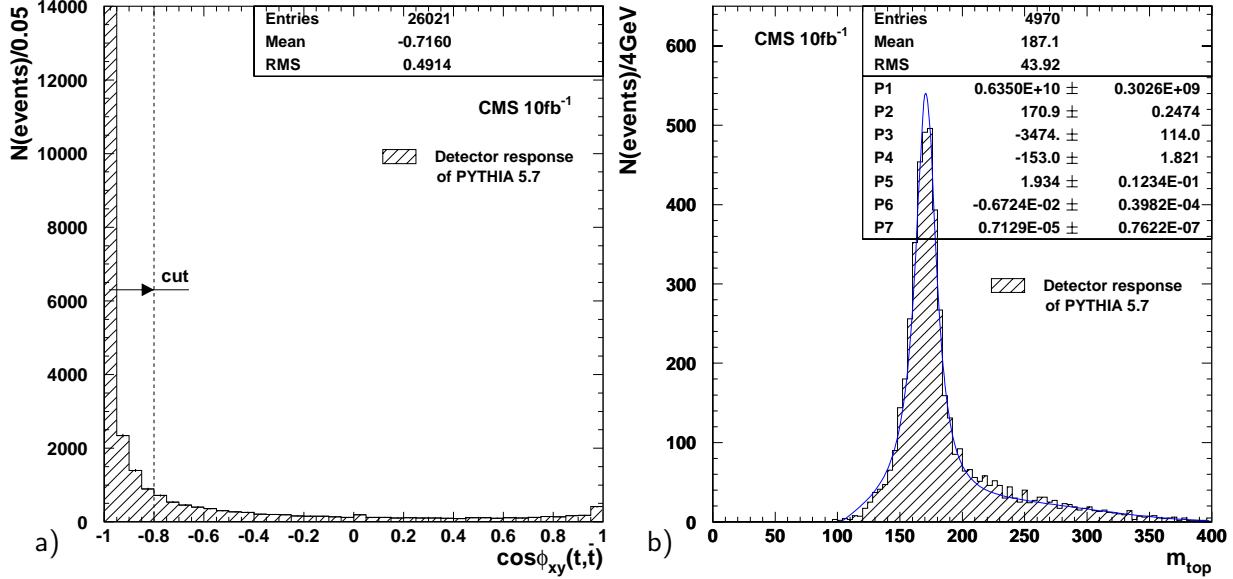 N(events)/0.05
14000
12000
10000
8000
6000
4000
2000
0
-1 -0.8 -0.6 -0.4 -0.2 0 0.2 0.4 0.6 0.8 1
cosϕxy(t,t̄)
Entries 26021
Mean -0.7160
RMS 0.4914
CMS 10fb-1
Detector response
of PYTHIA 5.7
cut
a)
N(events)/4GeV
600
500
400
300
200
100
0
0 50 100 150 200 250 300 350 400
mtop
CMS 10fb-1
Entries 4970
Mean 187.1
RMS 43.92
P1 0.6350E+10 ± 0.3026E+09
P2 170.9 ± 0.2474
P3 -3474. ± 114.0
P4 -153.0 ± 1.821
P5 1.934 ± 0.1234E-01
P6 -0.6724E-02 ± 0.3982E-04
P7 0.7129E-05 ± 0.7622E-07
Detector response
of PYTHIA 5.7
b)